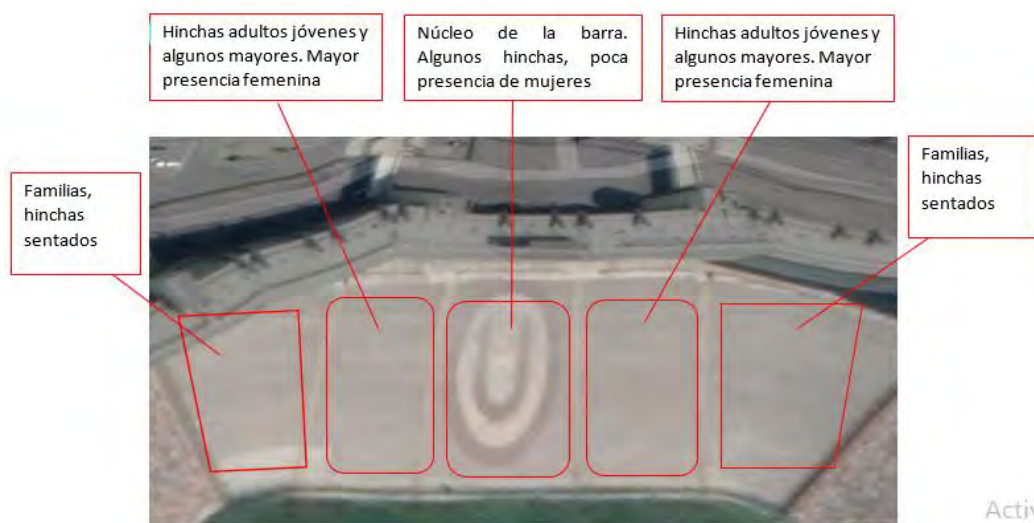 Hinchas adultos jóvenes y
algunos mayores. Mayor
presencia femenina
Núcleo de la barra.
Algunos hinchas, poca
presencia de mujeres
Hinchas adultos jóvenes y
algunos mayores. Mayor
presencia femenina
Familias,
hinchas
sentados
Familias,
hinchas
sentados
Activ